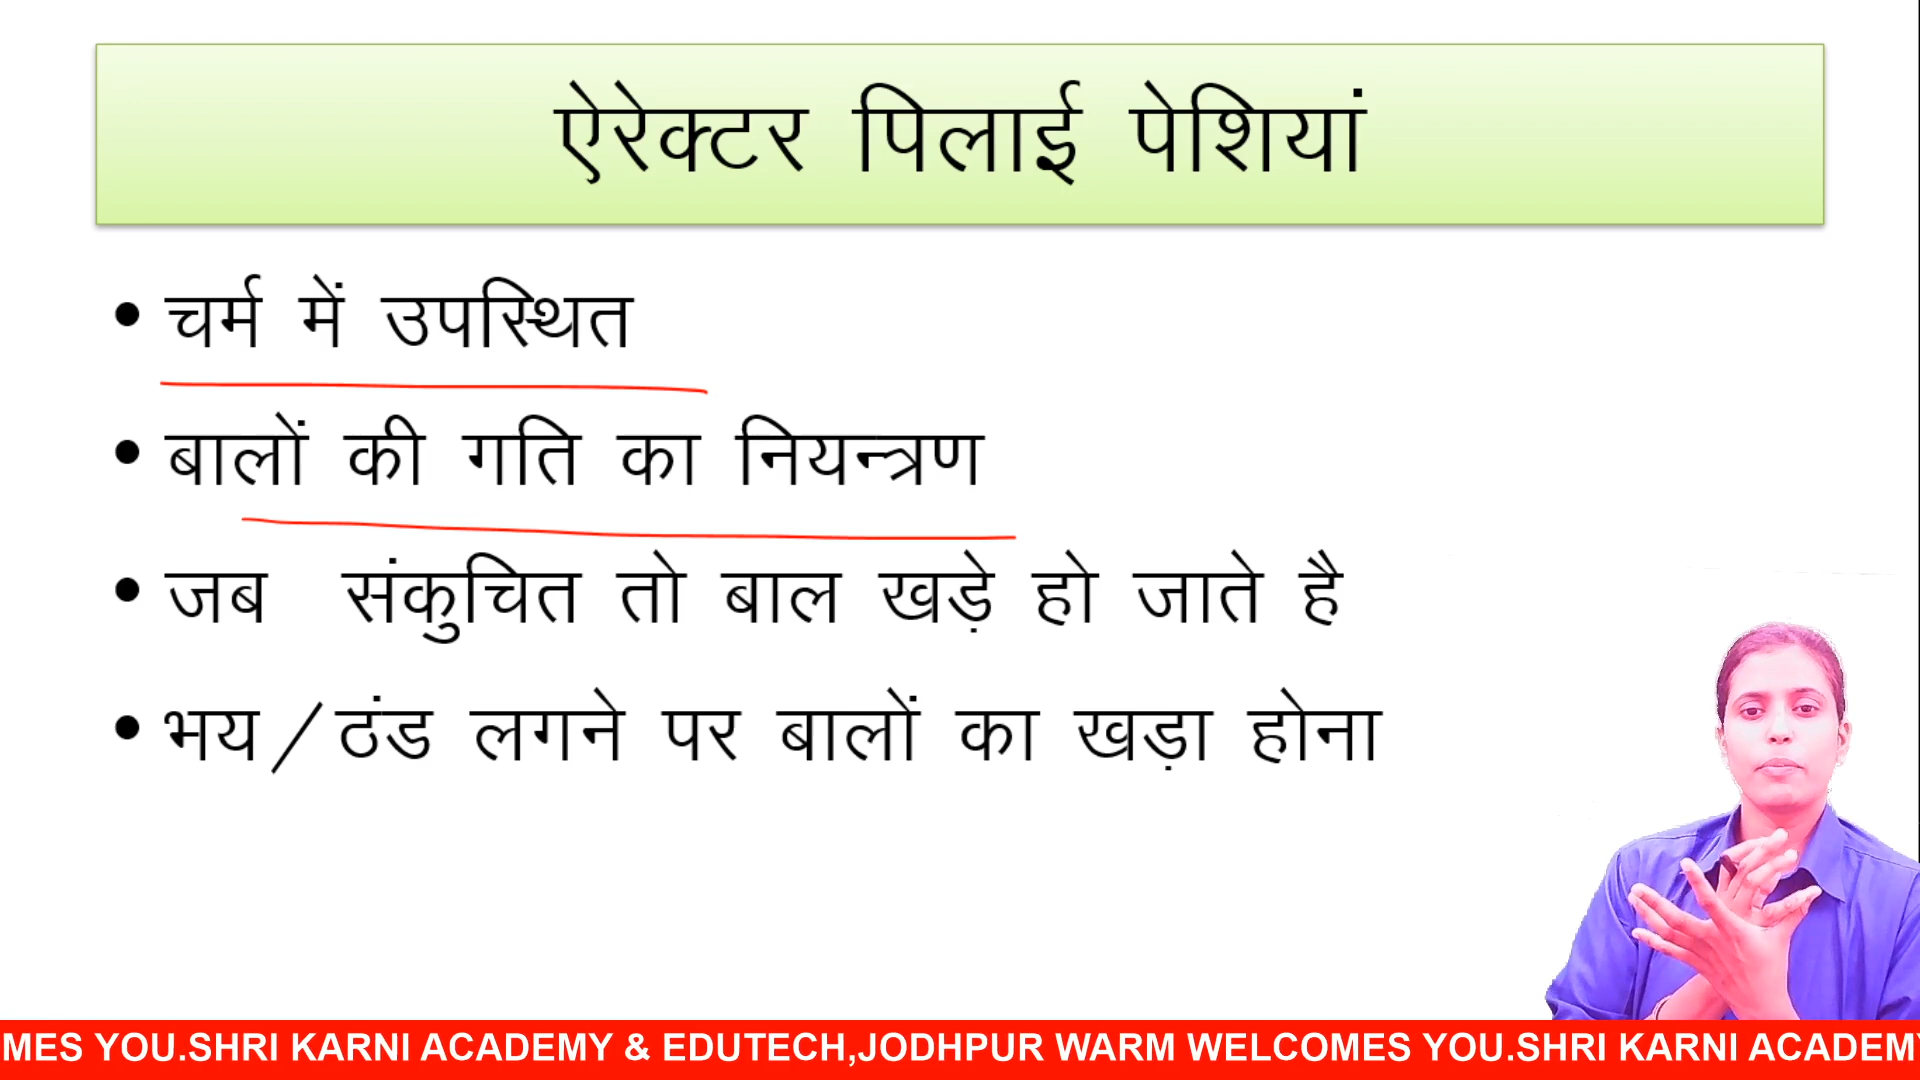 ऐरेक्टर पिलाई पेशियां
• चर्म में उपस्थित
• बालों की गति का नियन्त्रण
• जब संकुचित तो बाल खड़े हो जाते है
• भय/ठंड लगने पर बालों का खड़ा होना
MES YOU.SHRI KARNI ACADEMY & EDUTECH,JODHPUR WARM WELCOMES YOU.SHRI KARNI ACADEMY